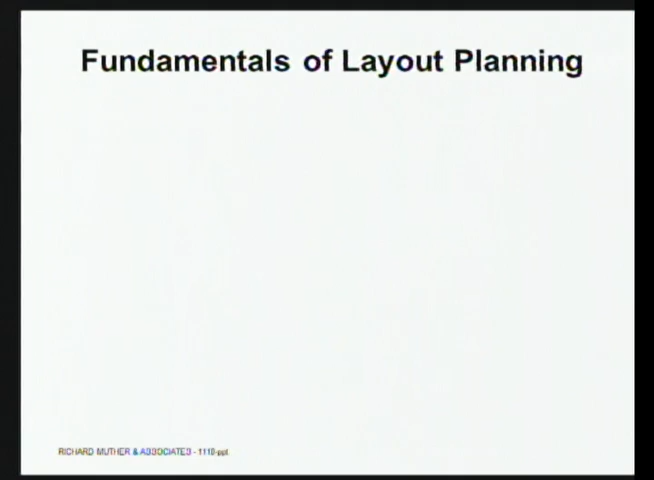 Fundamentals of Layout Planning
RICHARD MUTHER & ASSOCIATES - 1110-ppt